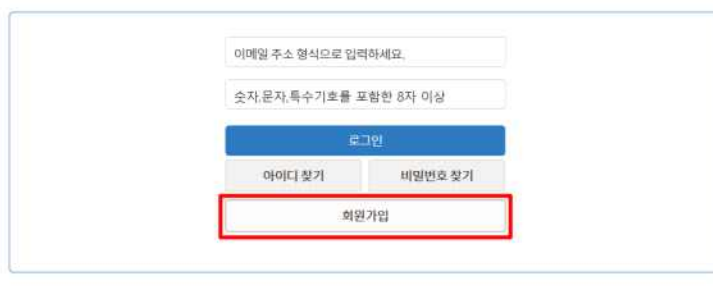 이메일 주소 형식으로 입력하세요.
숫자,문자,특수기호를 포함한 8자 이상
로그인
아이디 찾기 비밀번호 찾기
회원가입